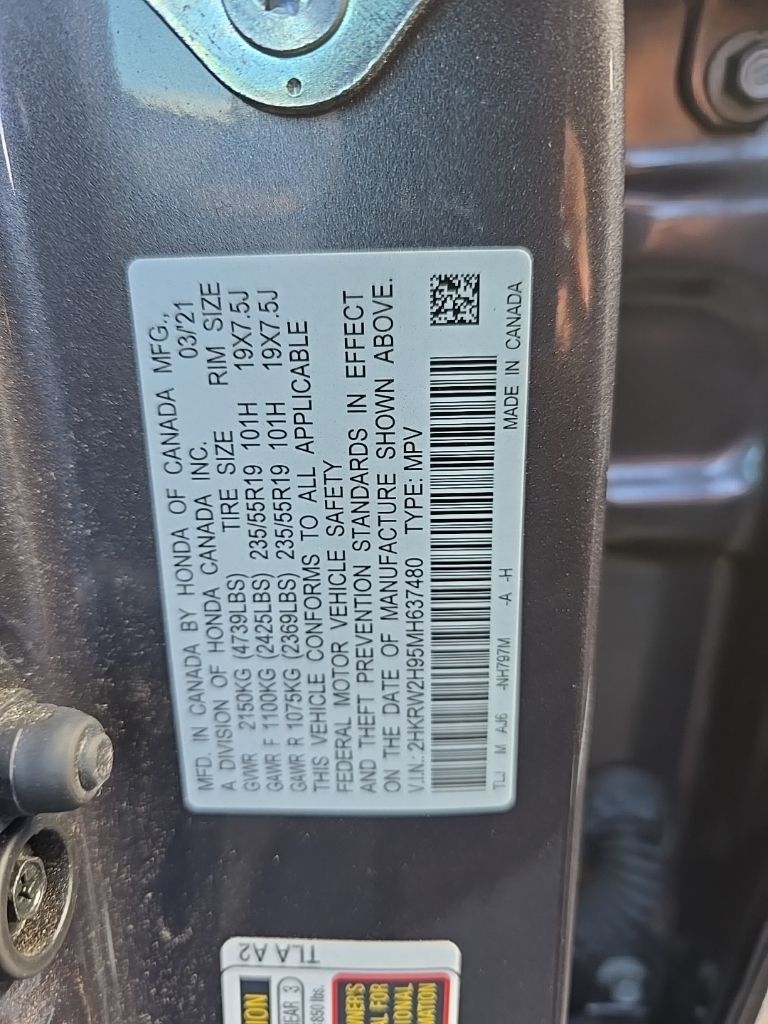 MFD. IN CANADA BY HONDA OF CANADA MFG.,
A DIVISION OF HONDA CANADA INC. 03/'21
GVWR 2150KG (4739LBS) TIRE SIZE RIM SIZE
GAWR F 1100KG (2425LBS) 235/55R19 101H 19X7.5J
GAWR R 1075KG (2369LBS) 235/55R19 101H 19X7.5J
THIS VEHICLE CONFORMS TO ALL APPLICABLE
FEDERAL MOTOR VEHICLE SAFETY
AND THEFT PREVENTION STANDARDS IN EFFECT
ON THE DATE OF MANUFACTURE SHOWN ABOVE.
V.I.N.: 2HKRW2H95MH637480 TYPE: MPV
TLJ M AJ6 -NH797M -A -H MADE IN CANADA
TLA A2
850 lbs.